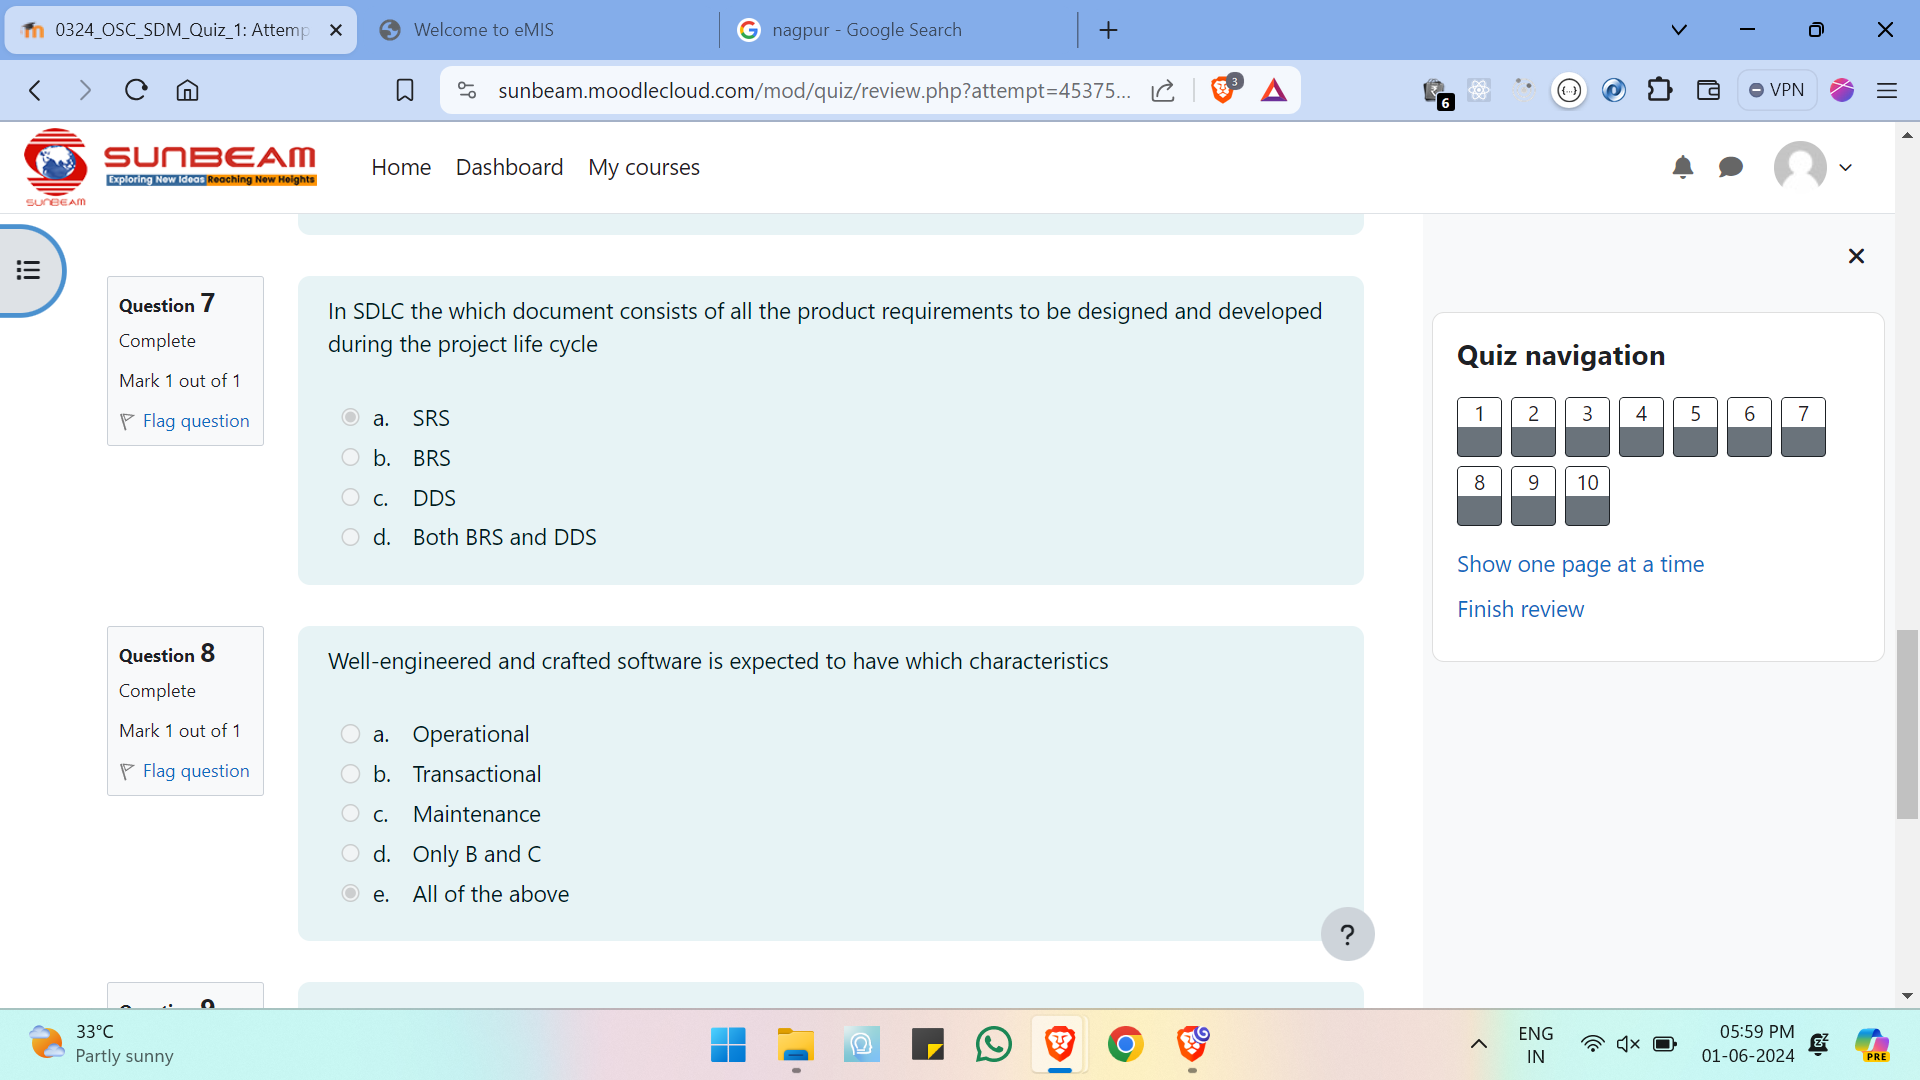 0324_OSC_SDM_Quiz_1: Attemp
Welcome to eMIS
nagpur - Google Search
sunbeam.moodlecloud.com/mod/quiz/review.php?attempt=45375...
3
6
VPN
SUNBEAM
Exploring New Ideas Reaching New Heights
SUNBEAM
Home
Dashboard
My courses
Question 7
Complete
Mark 1 out of 1
Flag question
In SDLC the which document consists of all the product requirements to be designed and developed
during the project life cycle
a. SRS
b. BRS
c. DDS
d. Both BRS and DDS
Quiz navigation
1 2 3 4 5 6 7
8 9 10
Show one page at a time
Finish review
Question 8
Complete
Mark 1 out of 1
Flag question
Well-engineered and crafted software is expected to have which characteristics
a. Operational
b. Transactional
c. Maintenance
d. Only B and C
e. All of the above
?
33°C
Partly sunny
ENG
IN
05:59 PM
01-06-2024
PRE